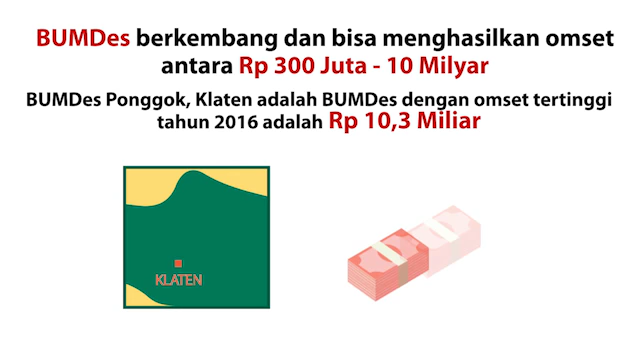 BUMDes berkembang dan bisa menghasilkan omset
antara Rp 300 Juta - 10 Milyar
BUMDes Ponggok, Klaten adalah BUMDes dengan omset tertinggi
tahun 2016 adalah Rp 10,3 Miliar
KLATEN